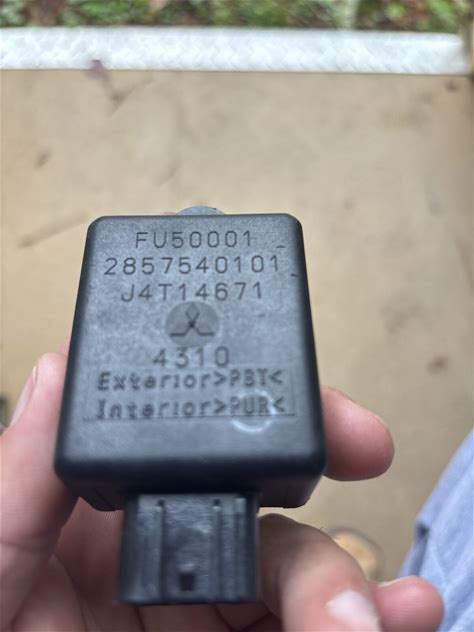 FU50001
2857540101
J4T14671
4310
Exterior>PBT<
Interior>PUR<